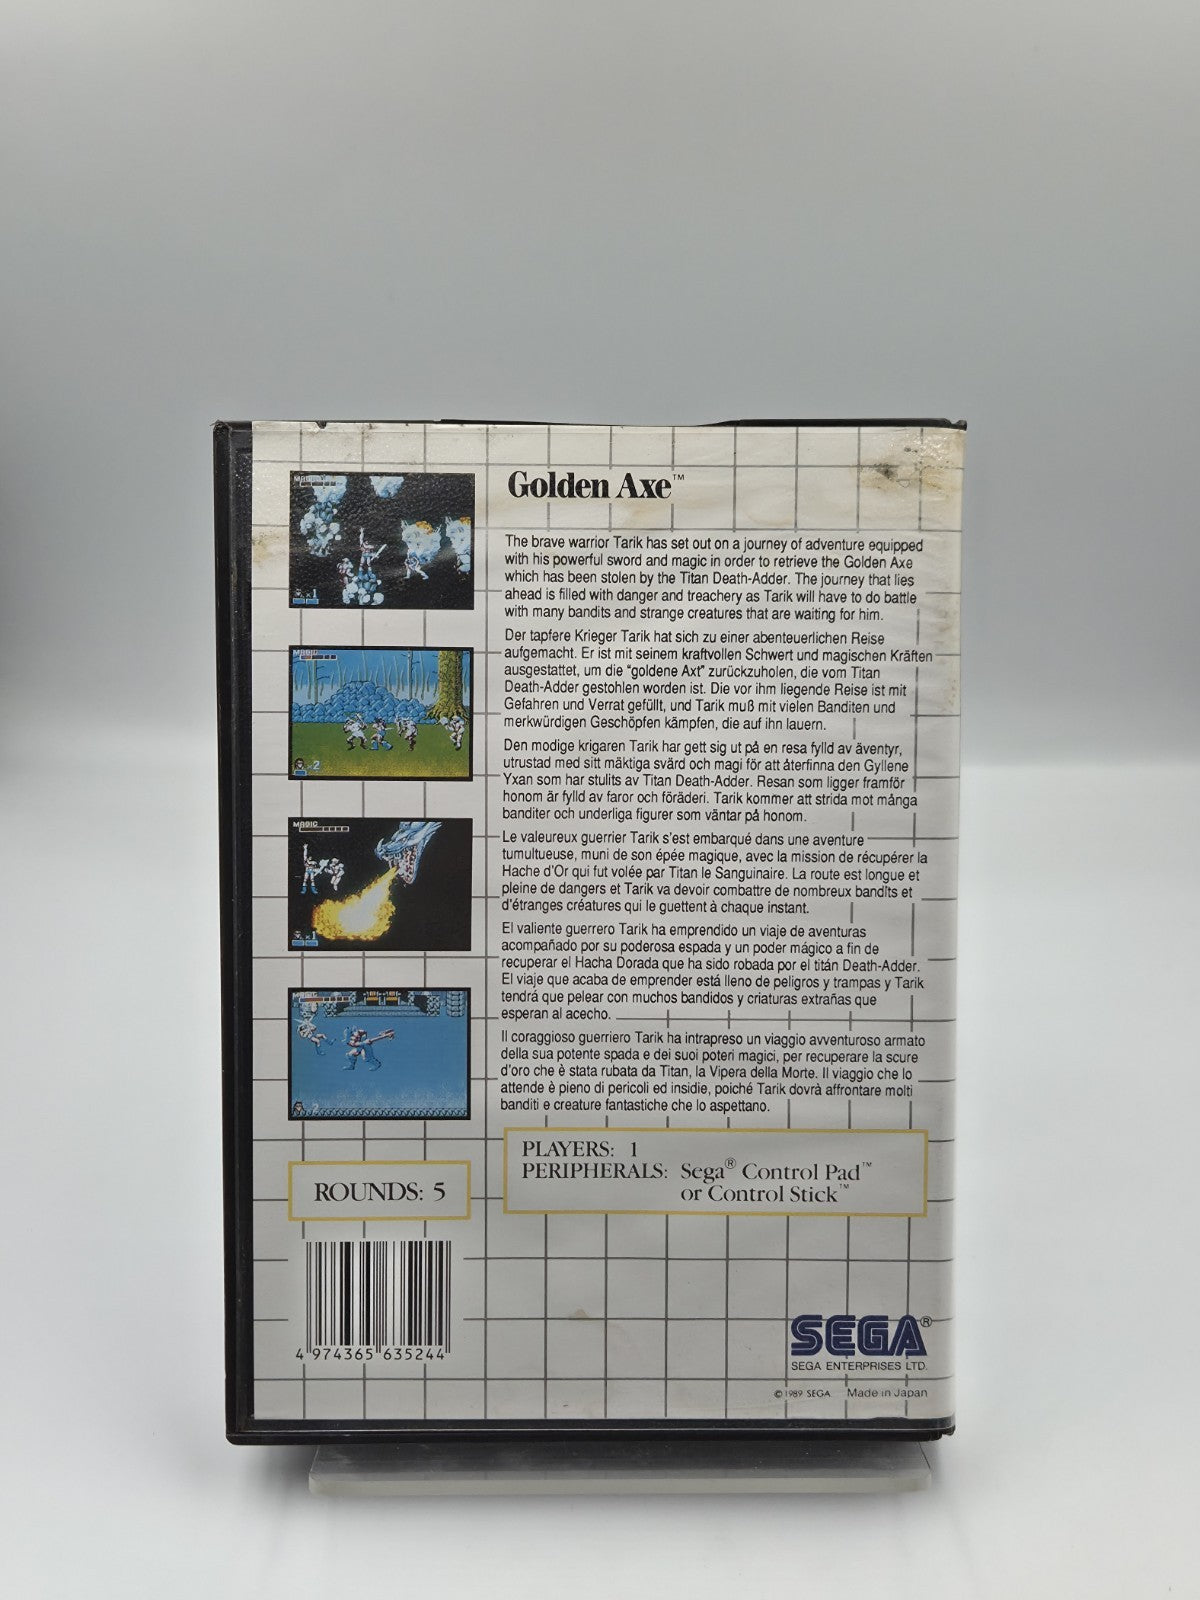 Golden Axe™
The brave warrior Tarik has set out on a journey of adventure equipped
with his powerful sword and magic in order to retrieve the Golden Axe
which has been stolen by the Titan Death-Adder. The journey that lies
ahead is filled with danger and treachery as Tarik will have to do battle
with many bandits and strange creatures that are waiting for him.
Der tapfere Krieger Tarik hat sich zu einer abenteuerlichen Reise
aufgemacht. Er ist mit seinem kraftvollen Schwert und magischen Kräften
ausgestattet, um die "goldene Axt" zurückzuholen, die vom Titan
Death-Adder gestohlen worden ist. Die vor ihm liegende Reise ist mit
Gefahren und Verrat gefüllt, und Tarik muß mit vielen Banditen und
merkwürdigen Geschöpfen kämpfen, die auf ihn lauern.
Den modige krigaren Tarik har gett sig ut på en resa fylld av äventyr,
utrustad med sitt mäktiga svärd och magi för att återfinna den Gyllene
Yxan som har stulits av Titan Death-Adder. Resan som ligger framför
honom är fylld av faror och föräderi. Tarik kommer att strida mot många
banditer och underliga figurer som väntar på honom.
Le valeureux guerrier Tarik s'est embarqué dans une aventure
tumultueuse, muni de son épée magique, avec la mission de récupérer la
Hache d'Or qui fut volée par Titan le Sanguinaire. La route est longue et
pleine de dangers et Tarik va devoir combattre de nombreux bandits et
d'étranges créatures qui le guettent à chaque instant.
El valiente guerrero Tarik ha emprendido un viaje de aventuras
acompañado por su poderosa espada y un poder mágico a fin de
recuperar el Hacha Dorada que ha sido robada por el titán Death-Adder.
El viaje que acaba de emprender está lleno de peligros y trampas y Tarik
tendrá que pelear con muchos bandidos y criaturas extrañas que
esperan al acecho.
Il coraggioso guerriero Tarik ha intrapreso un viaggio avventuroso armato
della sua potente spada e dei suoi poteri magici, per recuperare la scure
d'oro che è stata rubata da Titan, la Vipera della Morte. Il viaggio che lo
attende è pieno di pericoli ed insidie, poiché Tarik dovrà affrontare molti
banditi e creature fantastiche che lo aspettano.
MAGIC
×1
MAGIC
×2
MAGIC
×1
MAGIC
2
PLAYERS: 1
PERIPHERALS: Sega® Control Pad™
or Control Stick™
ROUNDS: 5
4 974365 635244
SEGA®
SEGA ENTERPRISES LTD.
© 1989 SEGA Made in Japan